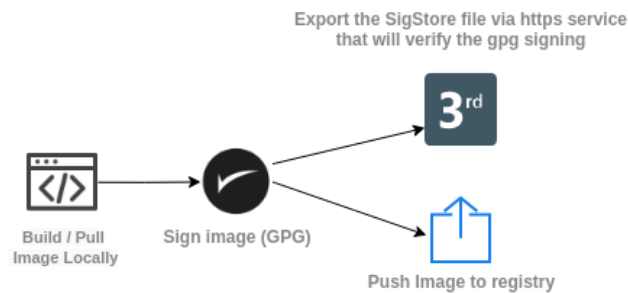 Export the SigStore file via https service
that will verify the gpg signing
3rd
</>
Build / Pull
Image Locally
Sign image (GPG)
Push Image to registry